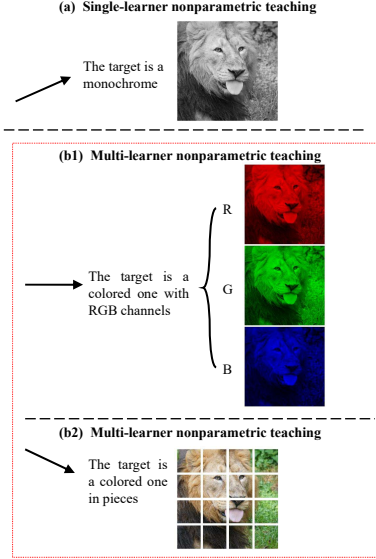 (a) Single-learner nonparametric teaching
The target is a
monochrome
(b1) Multi-learner nonparametric teaching
R
The target is a
colored one with
RGB channels
G
B
(b2) Multi-learner nonparametric teaching
The target is
a colored one
in pieces